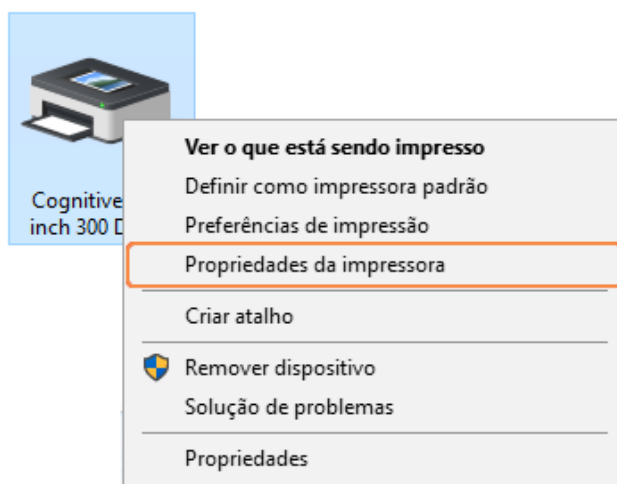 Cognitive
inch 300
Ver o que está sendo impresso
Definir como impressora padrão
Preferências de impressão
Propriedades da impressora
Criar atalho
Remover dispositivo
Solução de problemas
Propriedades